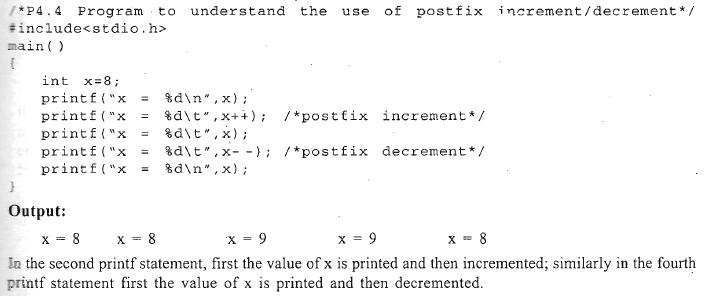 /*P4.4 Program to understand the use of postfix increment/decrement*/
#include<stdio.h>
main()
{
int x=8;
printf("x = %d\n",x);
printf("x = %d\t",x++); /*postfix increment*/
printf("x = %d\t",x);
printf("x = %d\t",x- -); /*postfix decrement*/
printf("x = %d\n",x);
}
Output:
x = 8 x = 8 x = 9 x = 9 x = 8
In the second printf statement, first the value of x is printed and then incremented; similarly in the fourth
printf statement first the value of x is printed and then decremented.